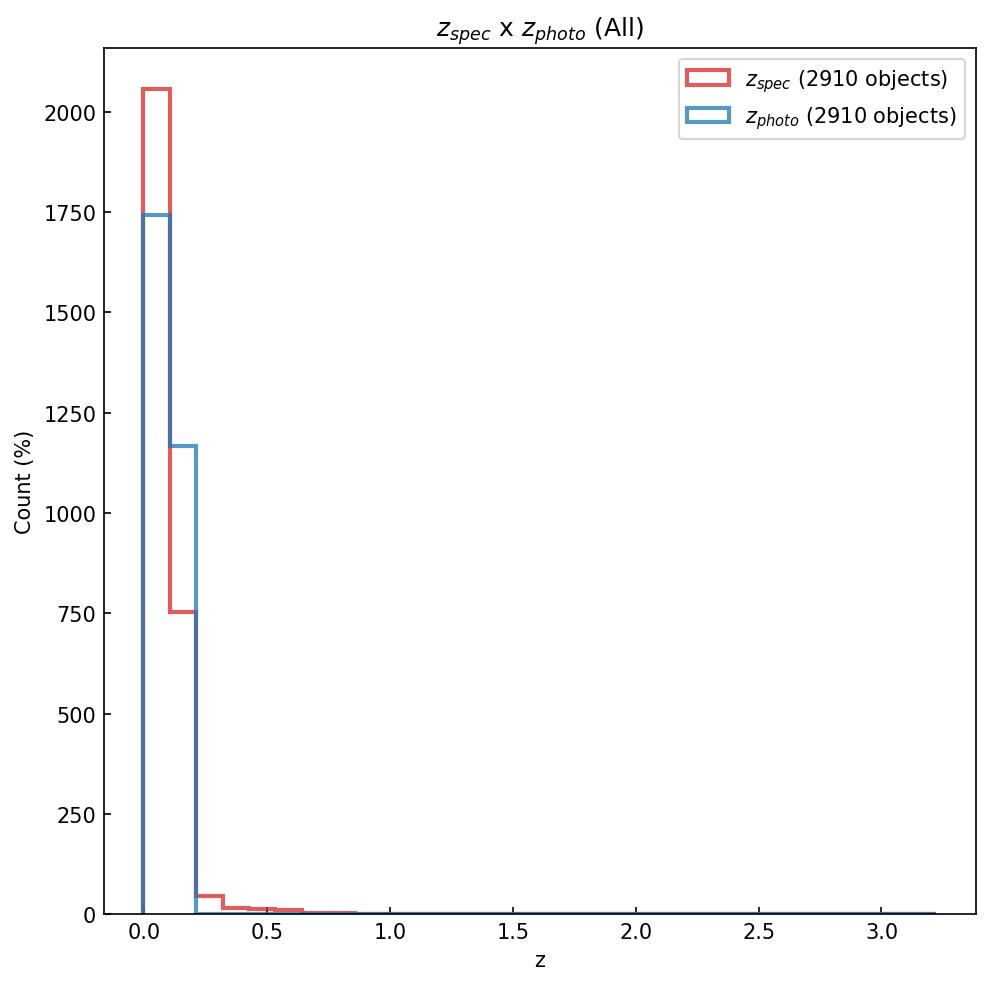 z_spec x z_photo (All)
z_spec (2910 objects)
z_photo (2910 objects)
Count (%)
2000
1750
1500
1250
1000
750
500
250
0
0.0 0.5 1.0 1.5 2.0 2.5 3.0
z